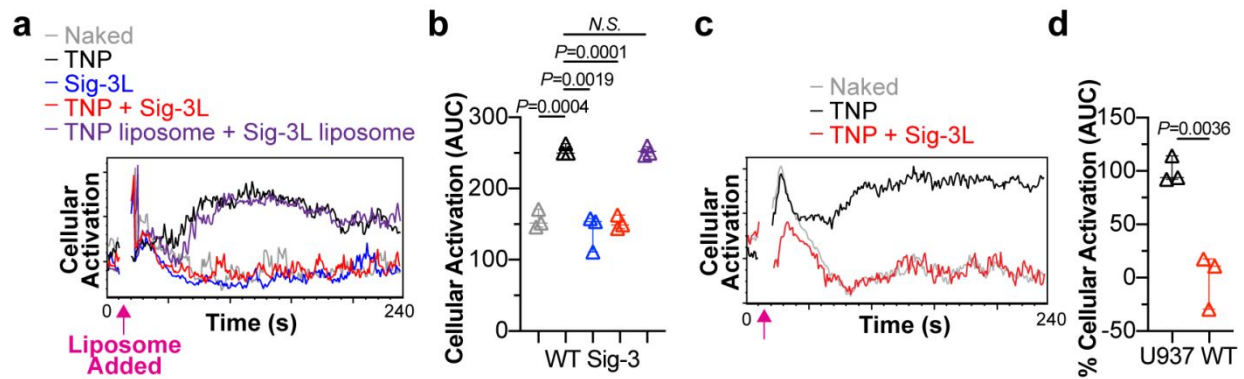 a
Naked
TNP
Sig-3L
TNP + Sig-3L
TNP liposome + Sig-3L liposome
Cellular
Activation
0
240
Time (s)
Liposome
Added
b
N.S.
P=0.0001
P=0.0019
P=0.0004
Cellular Activation (AUC)
300
200
100
0
WT Sig-3
c
Naked
TNP
TNP + Sig-3L
Cellular
Activation
0
240
Time (s)
d
% Cellular Activation (AUC)
150
100
50
0
-50
P=0.0036
U937 WT